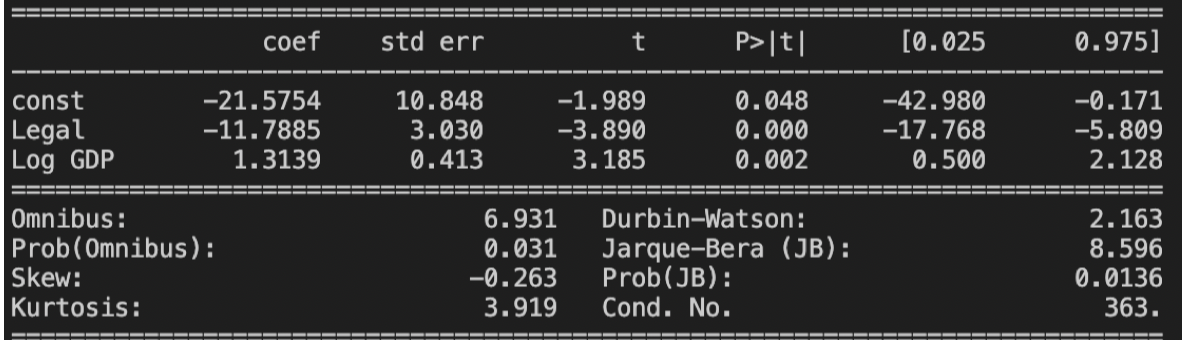 coef std err t P>|t| [0.025 0.975]
const -21.5754 10.848 -1.989 0.048 -42.980 -0.171
Legal -11.7885 3.030 -3.890 0.000 -17.768 -5.809
Log GDP 1.3139 0.413 3.185 0.002 0.500 2.128
Omnibus: 6.931 Durbin-Watson: 2.163
Prob(Omnibus): 0.031 Jarque-Bera (JB): 8.596
Skew: -0.263 Prob(JB): 0.0136
Kurtosis: 3.919 Cond. No. 363.